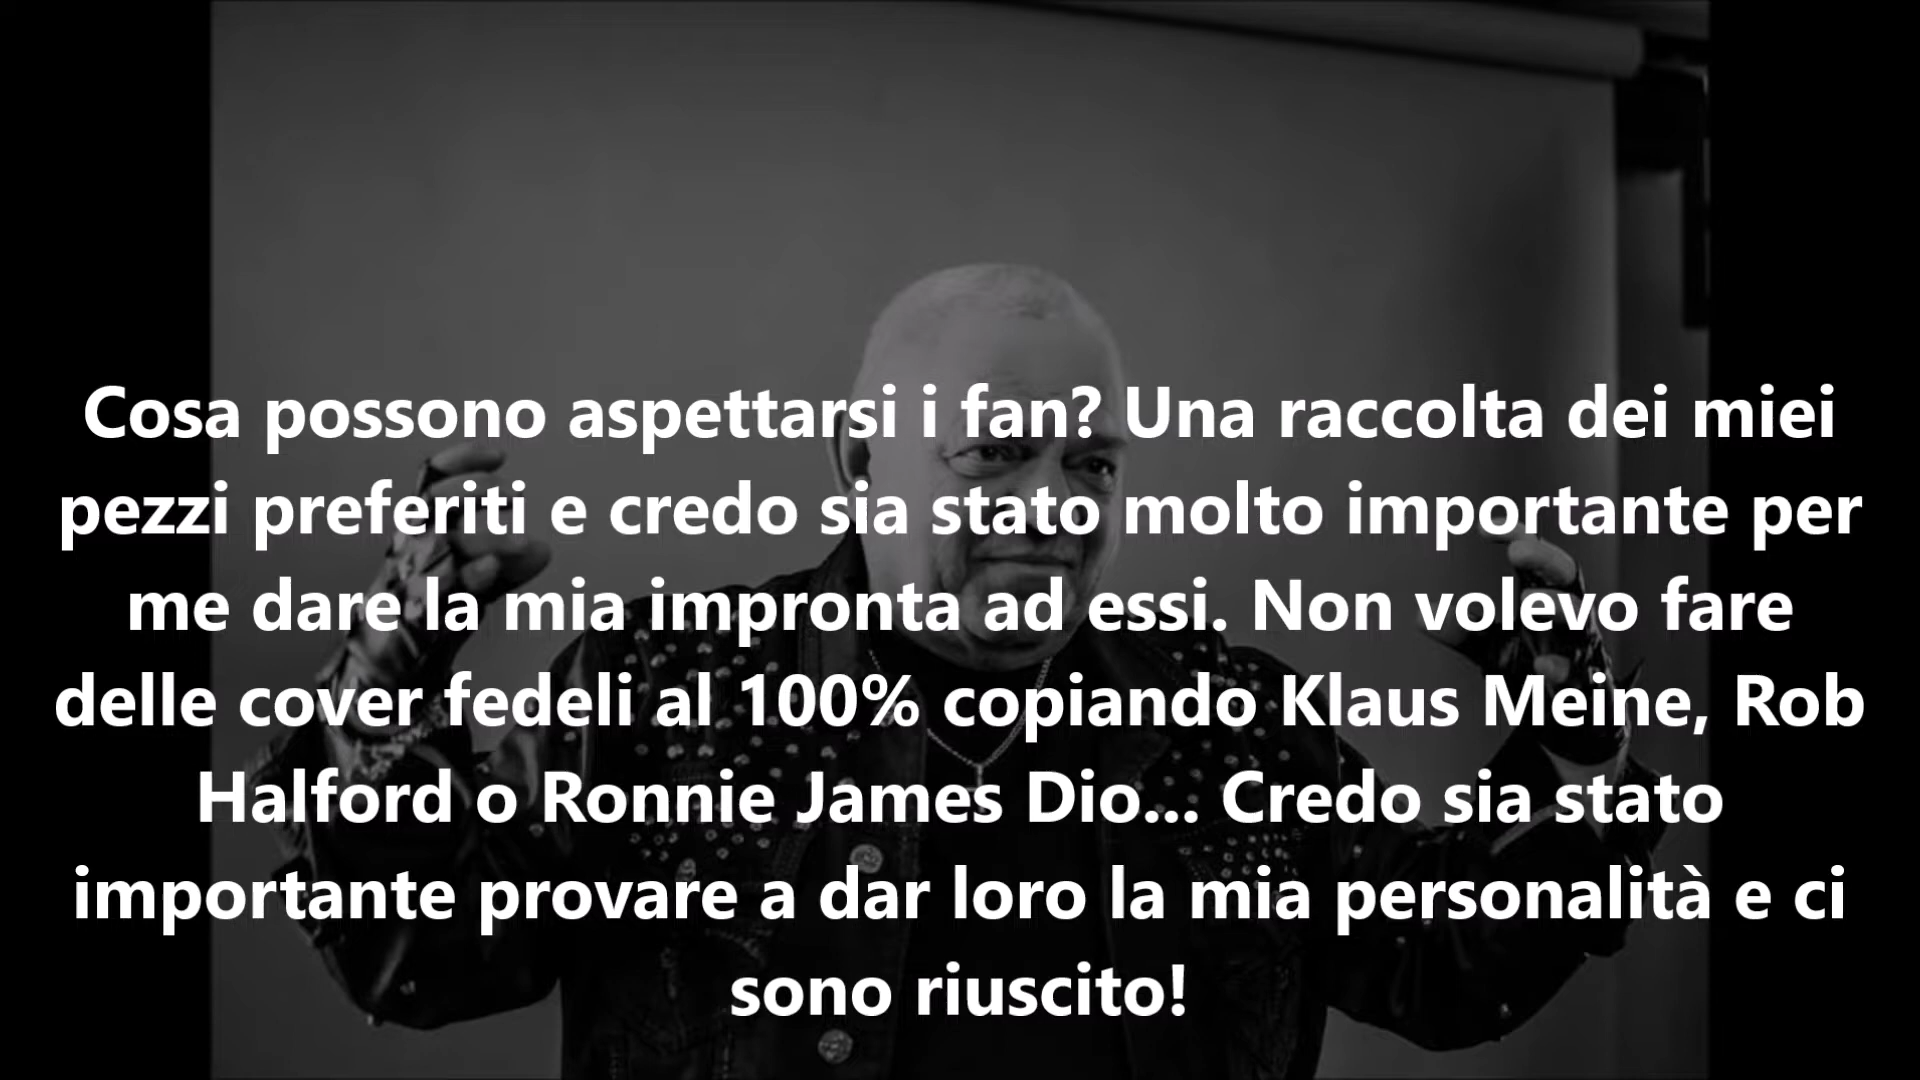 Cosa possono aspettarsi i fan? Una raccolta dei miei
pezzi preferiti e credo sia stato molto importante per
me dare la mia impronta ad essi. Non volevo fare
delle cover fedeli al 100% copiando Klaus Meine, Rob
Halford o Ronnie James Dio... Credo sia stato
importante provare a dar loro la mia personalità e ci
sono riuscito!